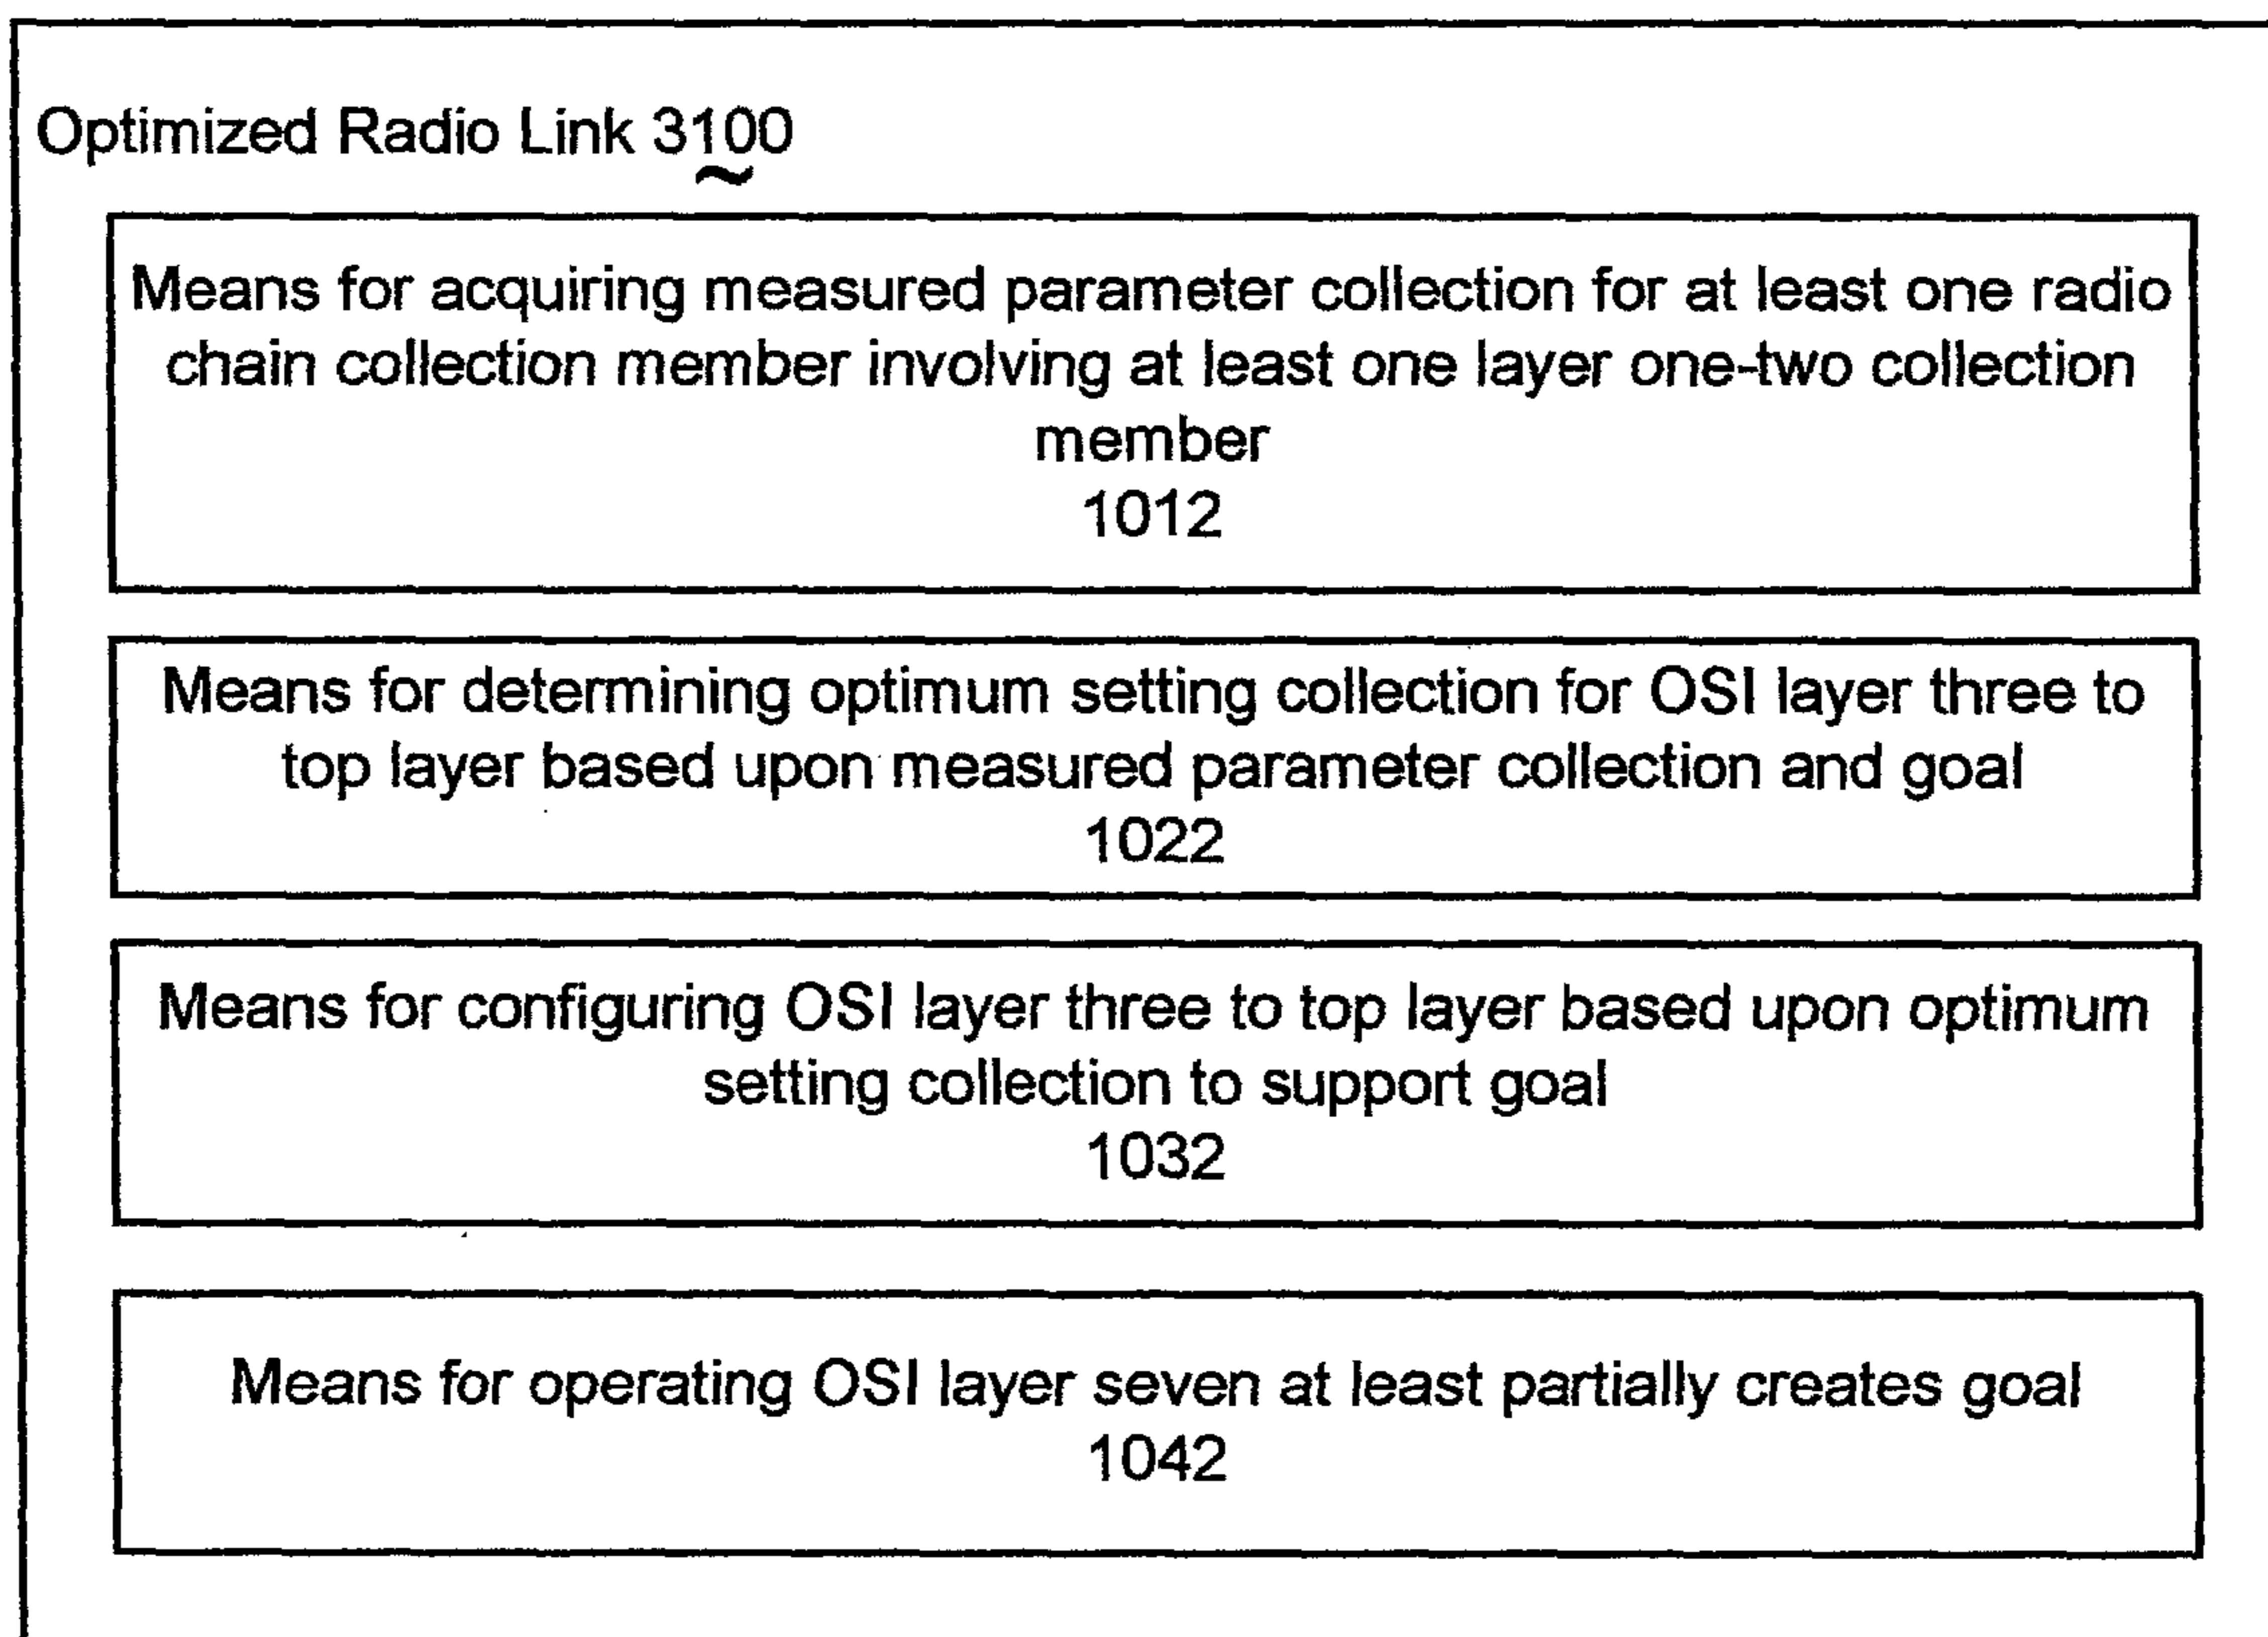 Optimized Radio Link 3100
Means for acquiring measured parameter collection for at least one radio
chain collection member involving at least one layer one-two collection
member
1012
Means for determining optimum setting collection for OSI layer three to
top layer based upon measured parameter collection and goal
1022
Means for configuring OSI layer three to top layer based upon optimum
setting collection to support goal
1032
Means for operating OSI layer seven at least partially creates goal
1042